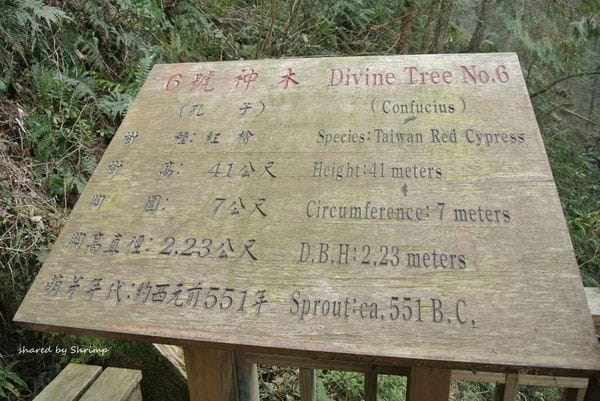 6號神木 Divine Tree No.6
(孔子) (Confucius)
樹種:紅檜 Species:Taiwan Red Cypress
樹高: 41公尺 Height:41 meters
胸圍: 7公尺 Circumference: 7 meters
胸高直徑:2.23公尺 D.B.H:2.23 meters
萌芽年代:約西元前551年 Sprout:ca. 551 B.C.
shared by Shrimp